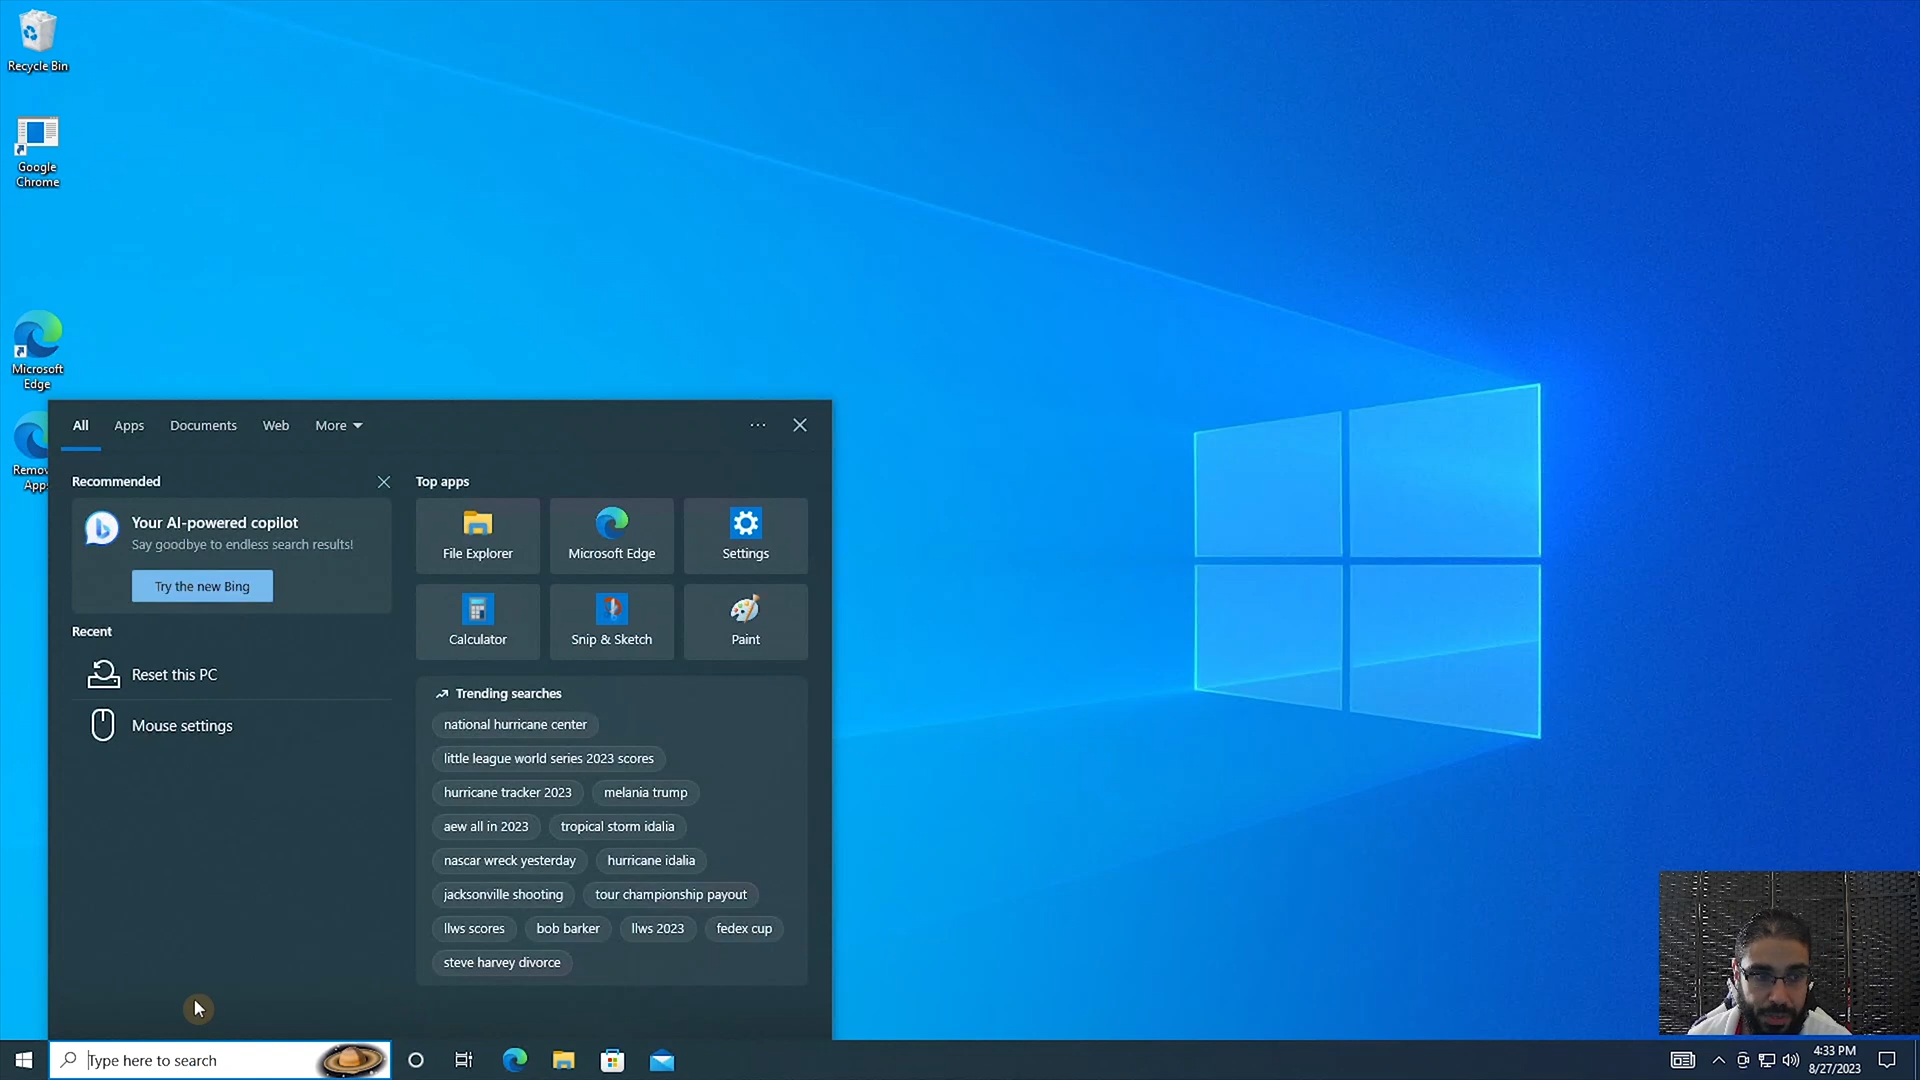 Recycle Bin
Google
Chrome
Microsoft
Edge
Remov
Apps
All
Apps
Documents
Web
More
Recommended
Your AI-powered copilot
Say goodbye to endless search results!
Try the new Bing
Recent
Reset this PC
Mouse settings
Top apps
File Explorer
Microsoft Edge
Settings
Calculator
Snip & Sketch
Paint
Trending searches
national hurricane center
little league world series 2023 scores
hurricane tracker 2023
melania trump
aew all in 2023
tropical storm idalia
nascar wreck yesterday
hurricane idalia
jacksonville shooting
tour championship payout
llws scores
bob barker
llws 2023
fedex cup
steve harvey divorce
Type here to search
4:33 PM
8/27/2023